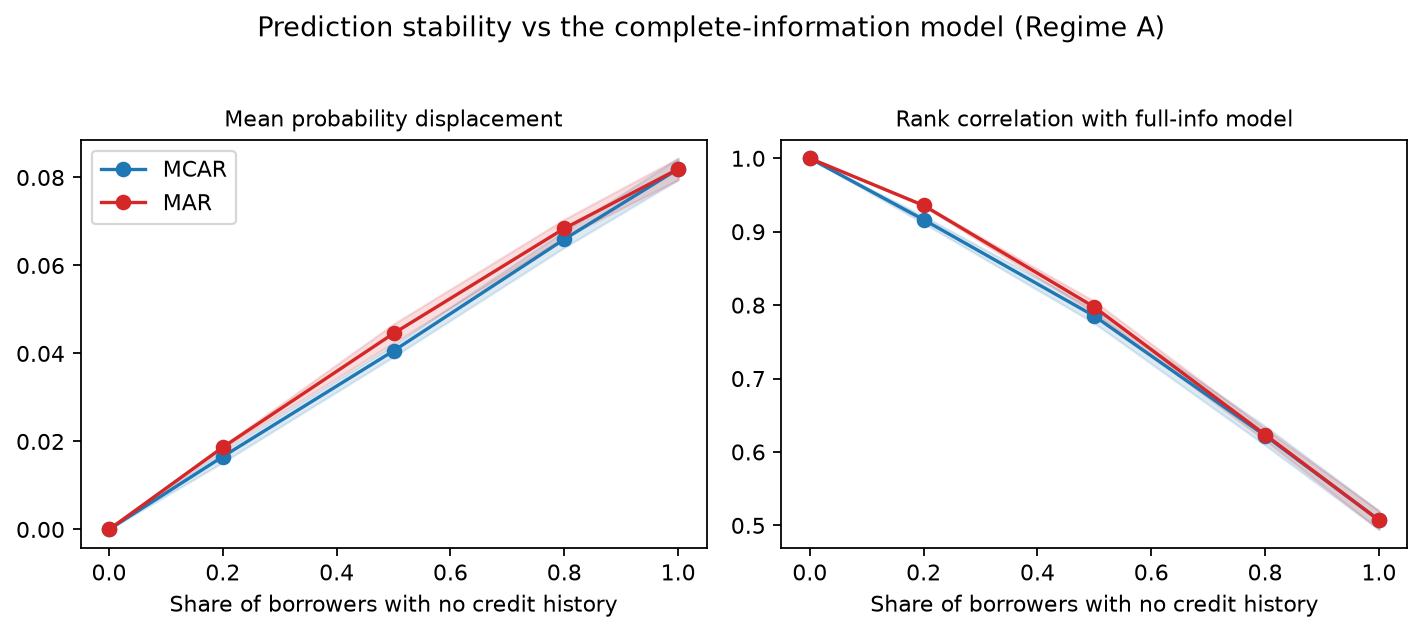 Prediction stability vs the complete-information model (Regime A)
Mean probability displacement
MCAR
MAR
0.08
0.06
0.04
0.02
0.00
0.0 0.2 0.4 0.6 0.8 1.0
Share of borrowers with no credit history
Rank correlation with full-info model
1.0
0.9
0.8
0.7
0.6
0.5
0.0 0.2 0.4 0.6 0.8 1.0
Share of borrowers with no credit history